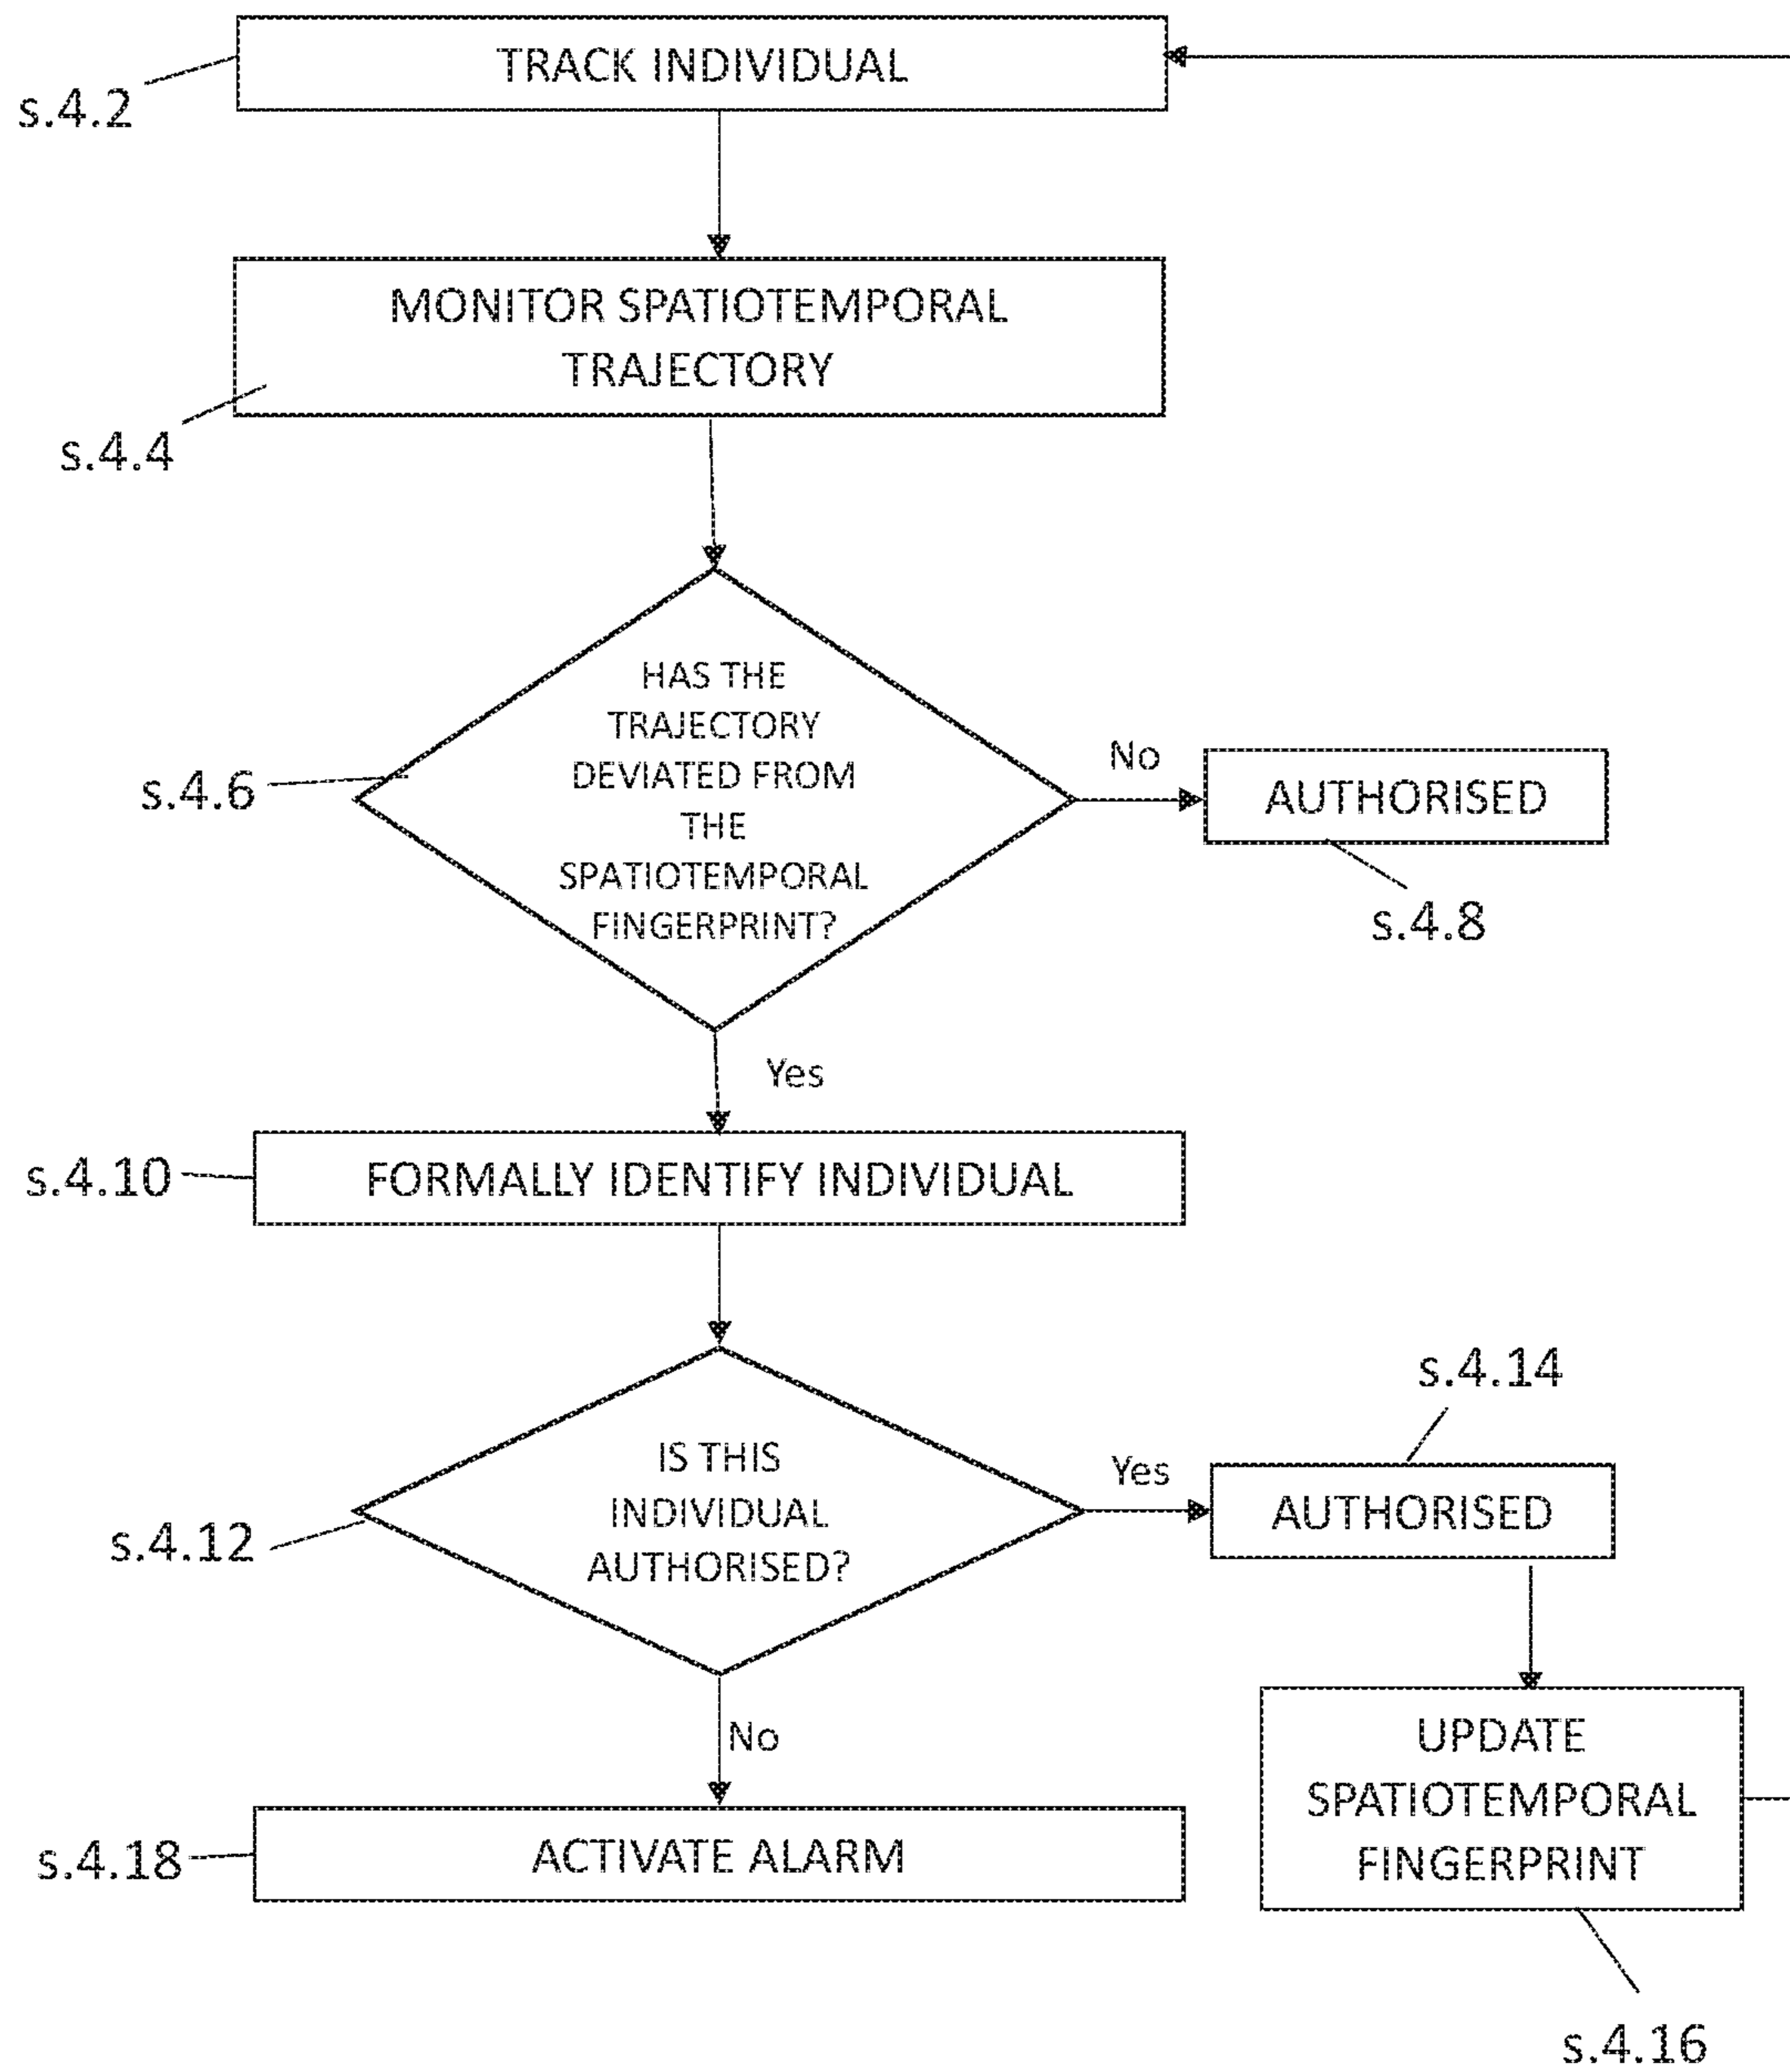 TRACK INDIVIDUAL
s.4.2
MONITOR SPATIOTEMPORAL
TRAJECTORY
s.4.4
HAS THE
TRAJECTORY
DEVIATED FROM
THE
SPATIOTEMPORAL
FINGERPRINT?
s.4.6
No
AUTHORISED
s.4.8
Yes
FORMALLY IDENTIFY INDIVIDUAL
s.4.10
IS THIS
INDIVIDUAL
AUTHORISED?
s.4.12
Yes
s.4.14
AUTHORISED
No
UPDATE
SPATIOTEMPORAL
FINGERPRINT
ACTIVATE ALARM
s.4.18
s.4.16